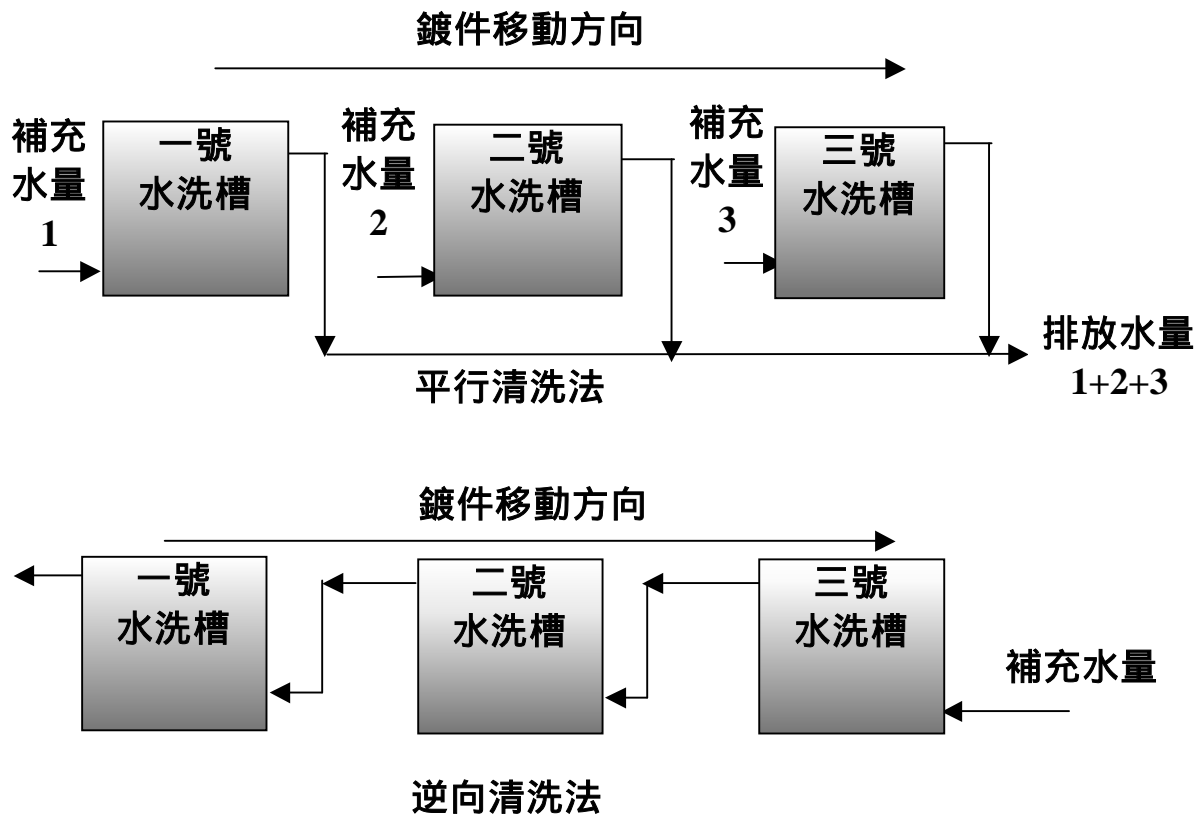 鍍件移動方向
補充
水量
1
一號
水洗槽
補充
水量
2
二號
水洗槽
補充
水量
3
三號
水洗槽
排放水量
1+2+3
平行清洗法
鍍件移動方向
一號
水洗槽
二號
水洗槽
三號
水洗槽
補充水量
逆向清洗法